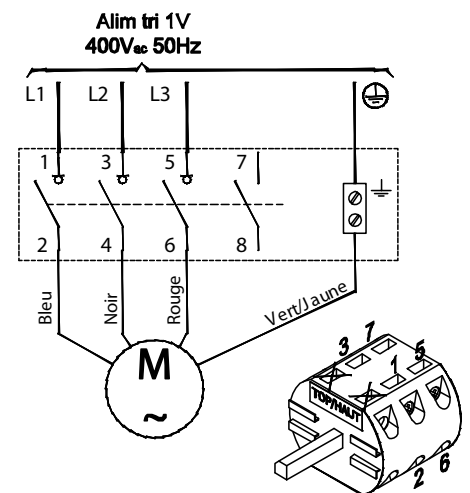 Alim tri 1V
400Vac 50Hz
L1 L2 L3
1 3 5 7
2 4 6 8
Bleu
Noir
Rouge
Vert/Jaune
M
~
3 7
1 5
TOP/HAUT
2 6